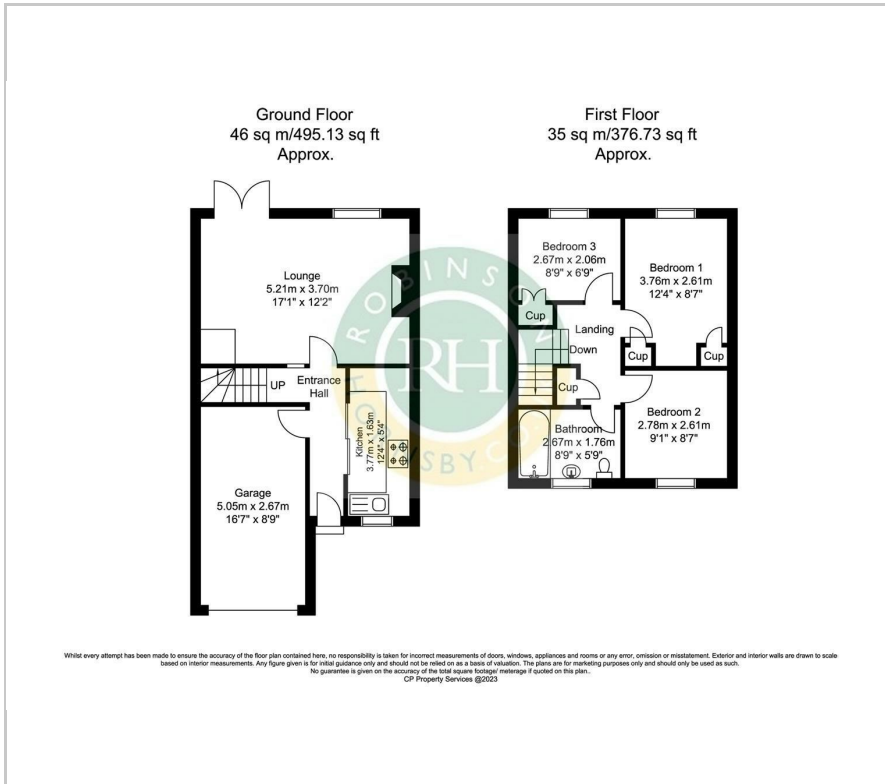 Ground Floor
46 sq m/495.13 sq ft
Approx.
First Floor
35 sq m/376.73 sq ft
Approx.
Lounge
5.21m x 3.70m
17'1" x 12'2"
UP
Entrance
Hall
Kitchen
3.77m x 1.63m
12'4" x 5'4"
Garage
5.05m x 2.67m
16'7" x 8'9"
Bedroom 3
2.67m x 2.06m
8'9" x 6'9"
Bedroom 1
3.76m x 2.61m
12'4" x 8'7"
Cup
Landing
Down
Cup
Cup
Cup
Bedroom 2
2.78m x 2.61m
9'1" x 8'7"
Bathroom
2.67m x 1.76m
8'9" x 5'9"
ROBINSON
RH
HORNSBY.CO.UK
Whilst every attempt has been made to ensure the accuracy of the floor plan contained here, no responsibility is taken for incorrect measurements of doors, windows, appliances and rooms or any error, omission or misstatement. Exterior and interior walls are drawn to scale
based on interior measurements. Any figure given is for initial guidance only and should not be relied on as a basis of valuation. The plans are for marketing purposes only and should only be used as such.
No guarantee is given on the accuracy of the total square footage/ meterage if quoted on this plan..
CP Property Services @2023